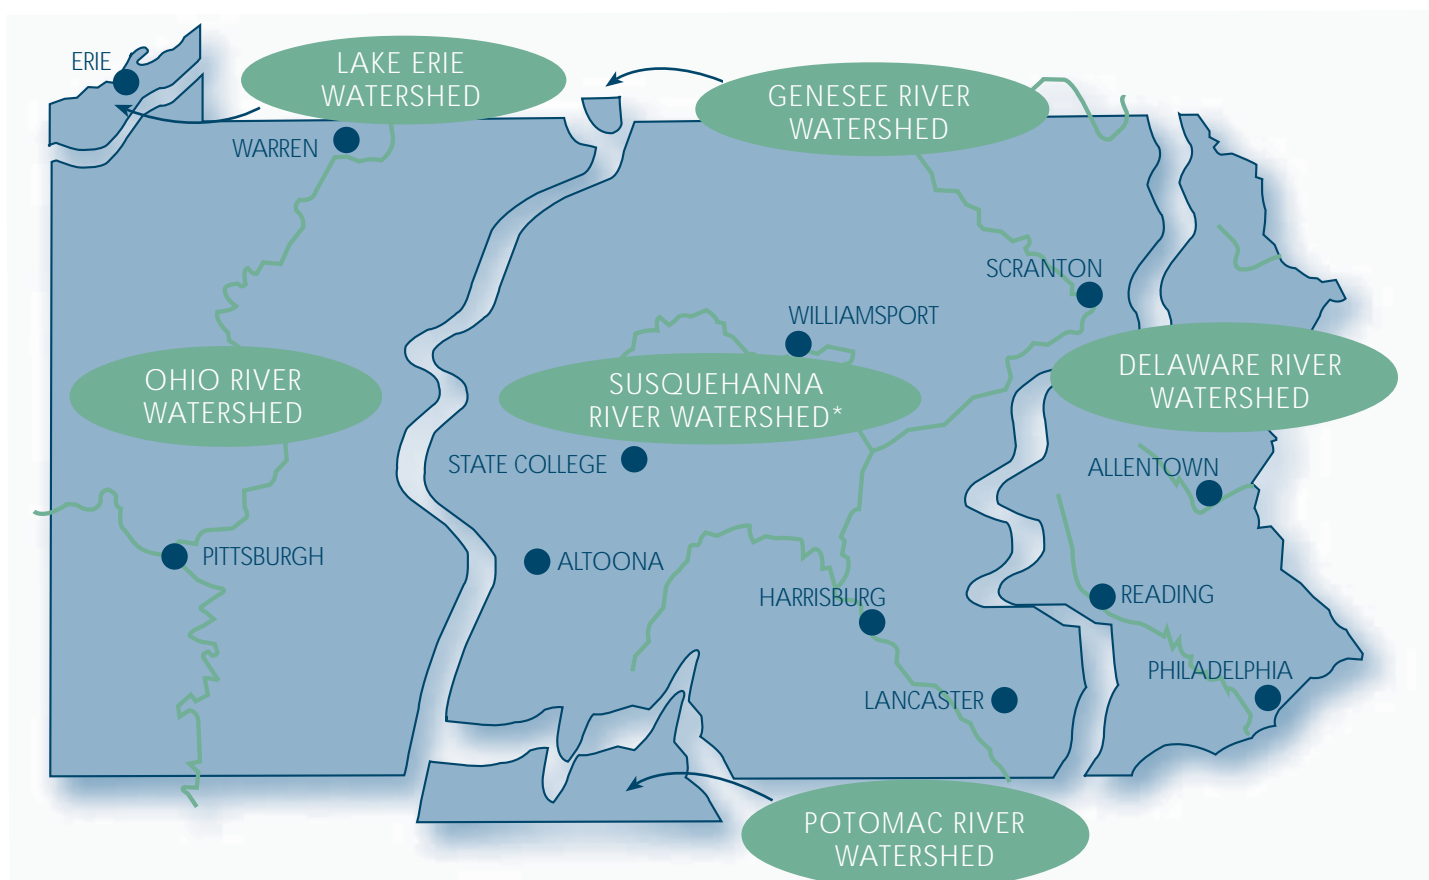 ERIE
LAKE ERIE
WATERSHED
GENESEE RIVER
WATERSHED
WARREN
SCRANTON
WILLIAMSPORT
OHIO RIVER
WATERSHED
SUSQUEHANNA
RIVER WATERSHED*
DELAWARE RIVER
WATERSHED
STATE COLLEGE
ALLENTOWN
PITTSBURGH
ALTOONA
HARRISBURG
READING
LANCASTER
PHILADELPHIA
POTOMAC RIVER
WATERSHED